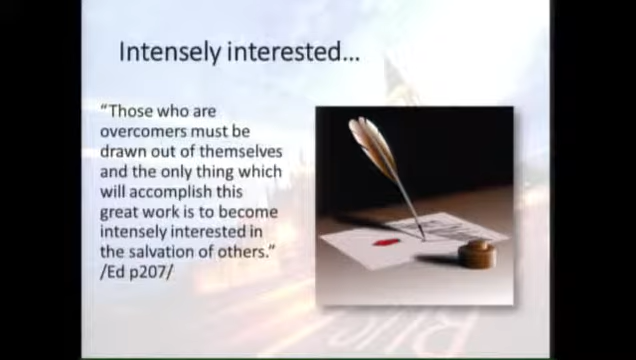 Intensely interested...
“Those who are
overcomers must be
drawn out of themselves
and the only thing which
will accomplish this
great work is to become
intensely interested in
the salvation of others.”
/Ed p207/